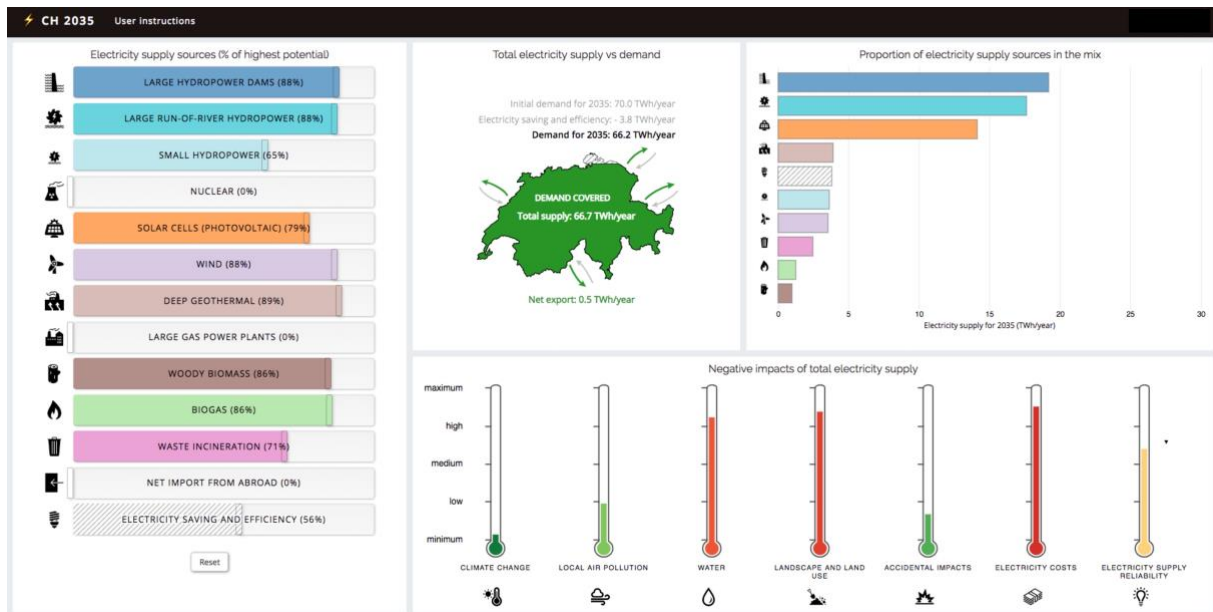 CH 2035
User instructions
Electricity supply sources (% of highest potential)
LARGE HYDROPOWER DAMS (88%)
LARGE RUN-OF-RIVER HYDROPOWER (88%)
SMALL HYDROPOWER (65%)
NUCLEAR (0%)
SOLAR CELLS (PHOTOVOLTAIC) (79%)
WIND (88%)
DEEP GEOTHERMAL (89%)
LARGE GAS POWER PLANTS (0%)
WOODY BIOMASS (86%)
BIOGAS (86%)
WASTE INCINERATION (71%)
NET IMPORT FROM ABROAD (0%)
ELECTRICITY SAVING AND EFFICIENCY (56%)
Reset
Total electricity supply vs demand
Initial demand for 2035: 70.0 TWh/year
Electricity saving and efficiency: - 3.8 TWh/year
Demand for 2035: 66.2 TWh/year
DEMAND COVERED
Total supply: 66.7 TWh/year
Net export: 0.5 TWh/year
Proportion of electricity supply sources in the mix
0 5 10 15 20 25 30
Electricity supply for 2035 (TWh/year)
Negative impacts of total electricity supply
maximum
high
medium
low
minimum
CLIMATE CHANGE
LOCAL AIR POLLUTION
WATER
LANDSCAPE AND LAND
USE
ACCIDENTAL IMPACTS
ELECTRICITY COSTS
ELECTRICITY SUPPLY
RELIABILITY